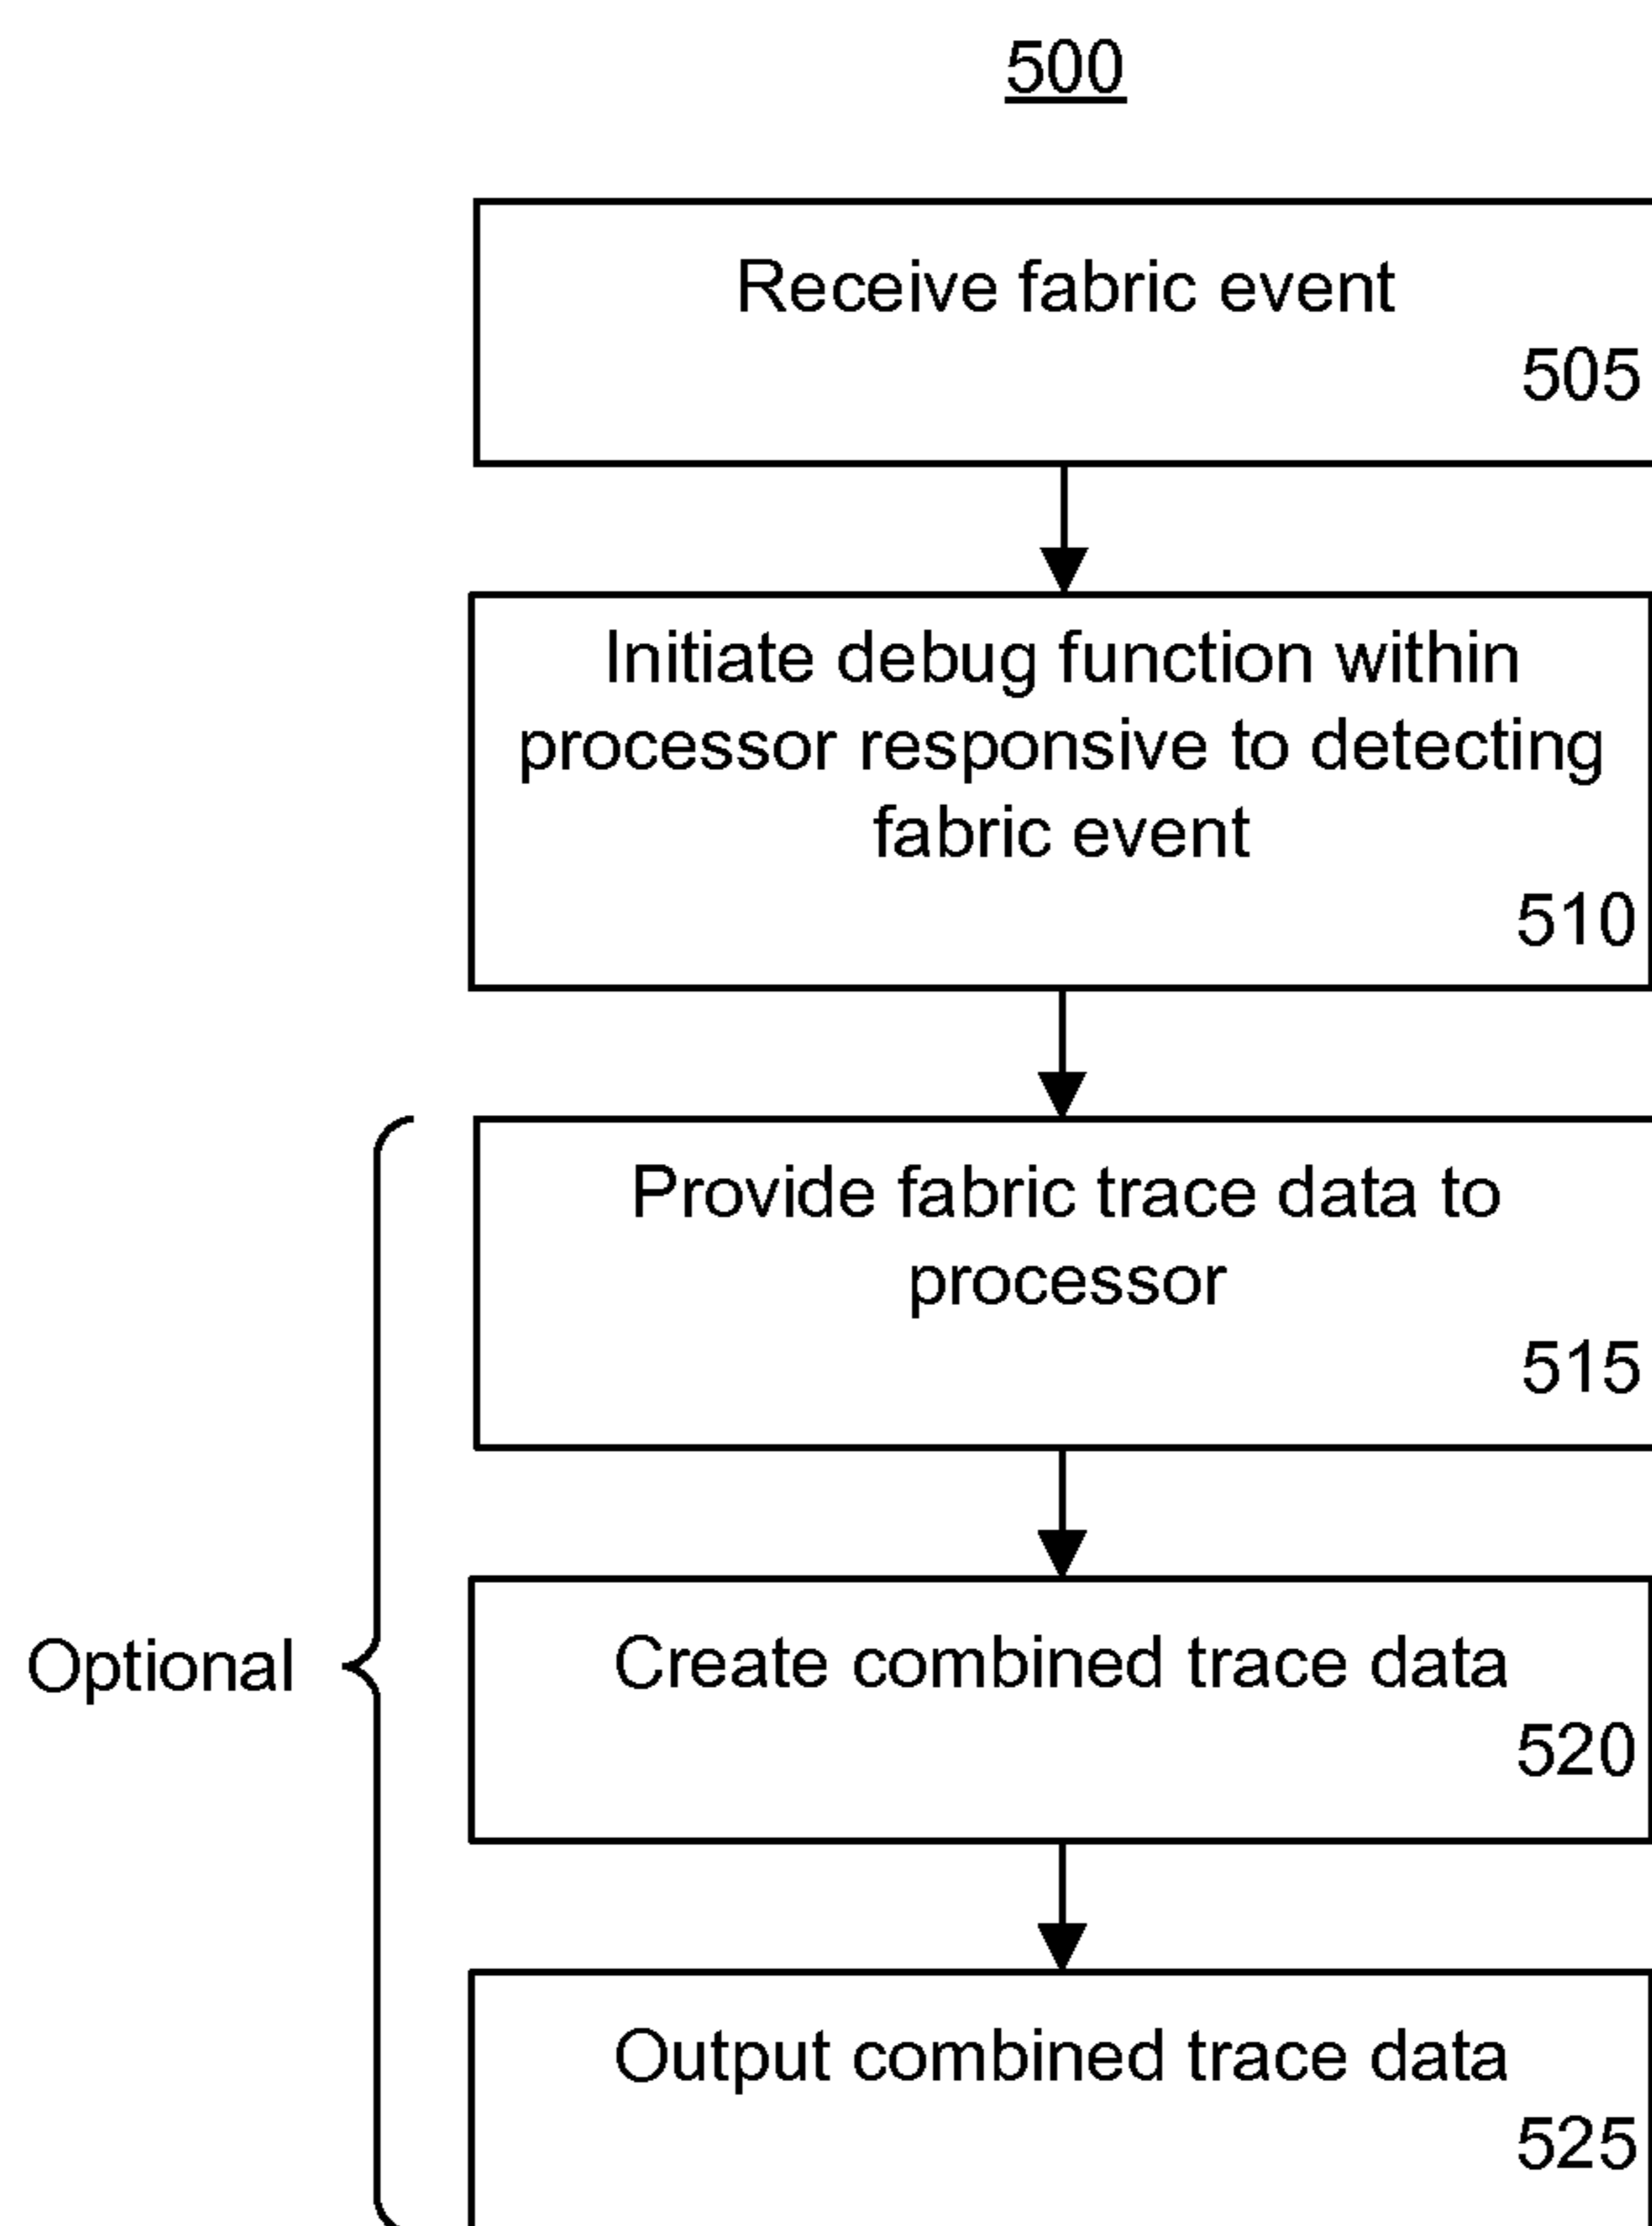 500
Receive fabric event
505
Initiate debug function within
processor responsive to detecting
fabric event
510
Provide fabric trace data to
processor
515
Optional
Create combined trace data
520
Output combined trace data
525